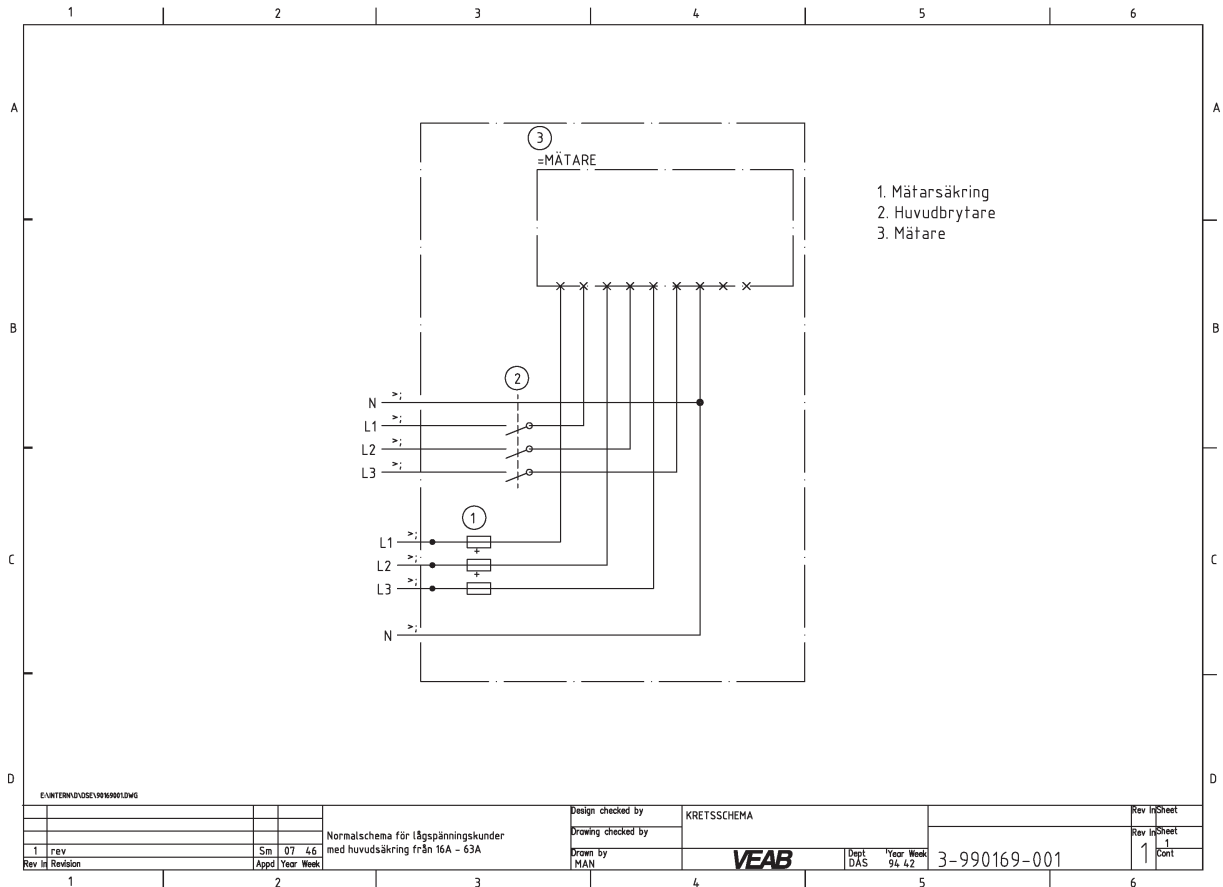 1 2 3 4 5 6
A A
3
=MÄTARE
1. Mätarsäkring
2. Huvudbrytare
3. Mätare
B B
2
N
L1
L2
L3
1
L1
C C
L2
L3
N
D D
E:\INTERN\D\DSE\90169001.DWG
Design checked by
KRETSSCHEMA
Rev In Sheet
Normalschema för lågspänningskunder
med huvudsäkring från 16A - 63A
Drawing checked by
Rev In Sheet
1 1
Cont
1 rev Sm 07 46
Rev In Revision Appd Year Week
Drawn by
MAN
VEAB
Dept Year Week
DAS 94 42
3-990169-001
1 2 3 4 5 6